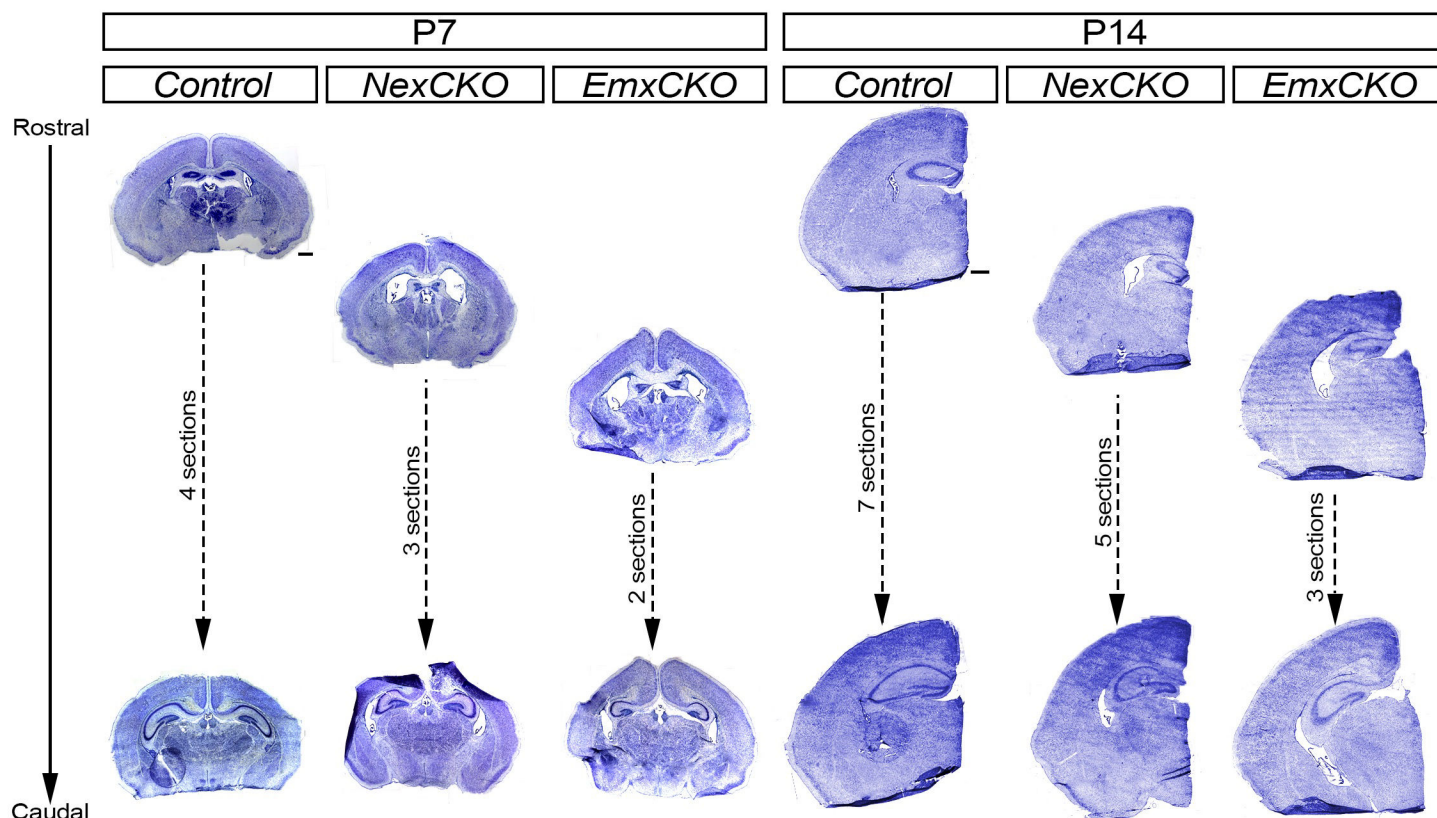 P7
P14
Control
NexCKO
EmxCKO
Control
NexCKO
EmxCKO
Rostral
4 sections
3 sections
2 sections
7 sections
5 sections
3 sections
Caudal